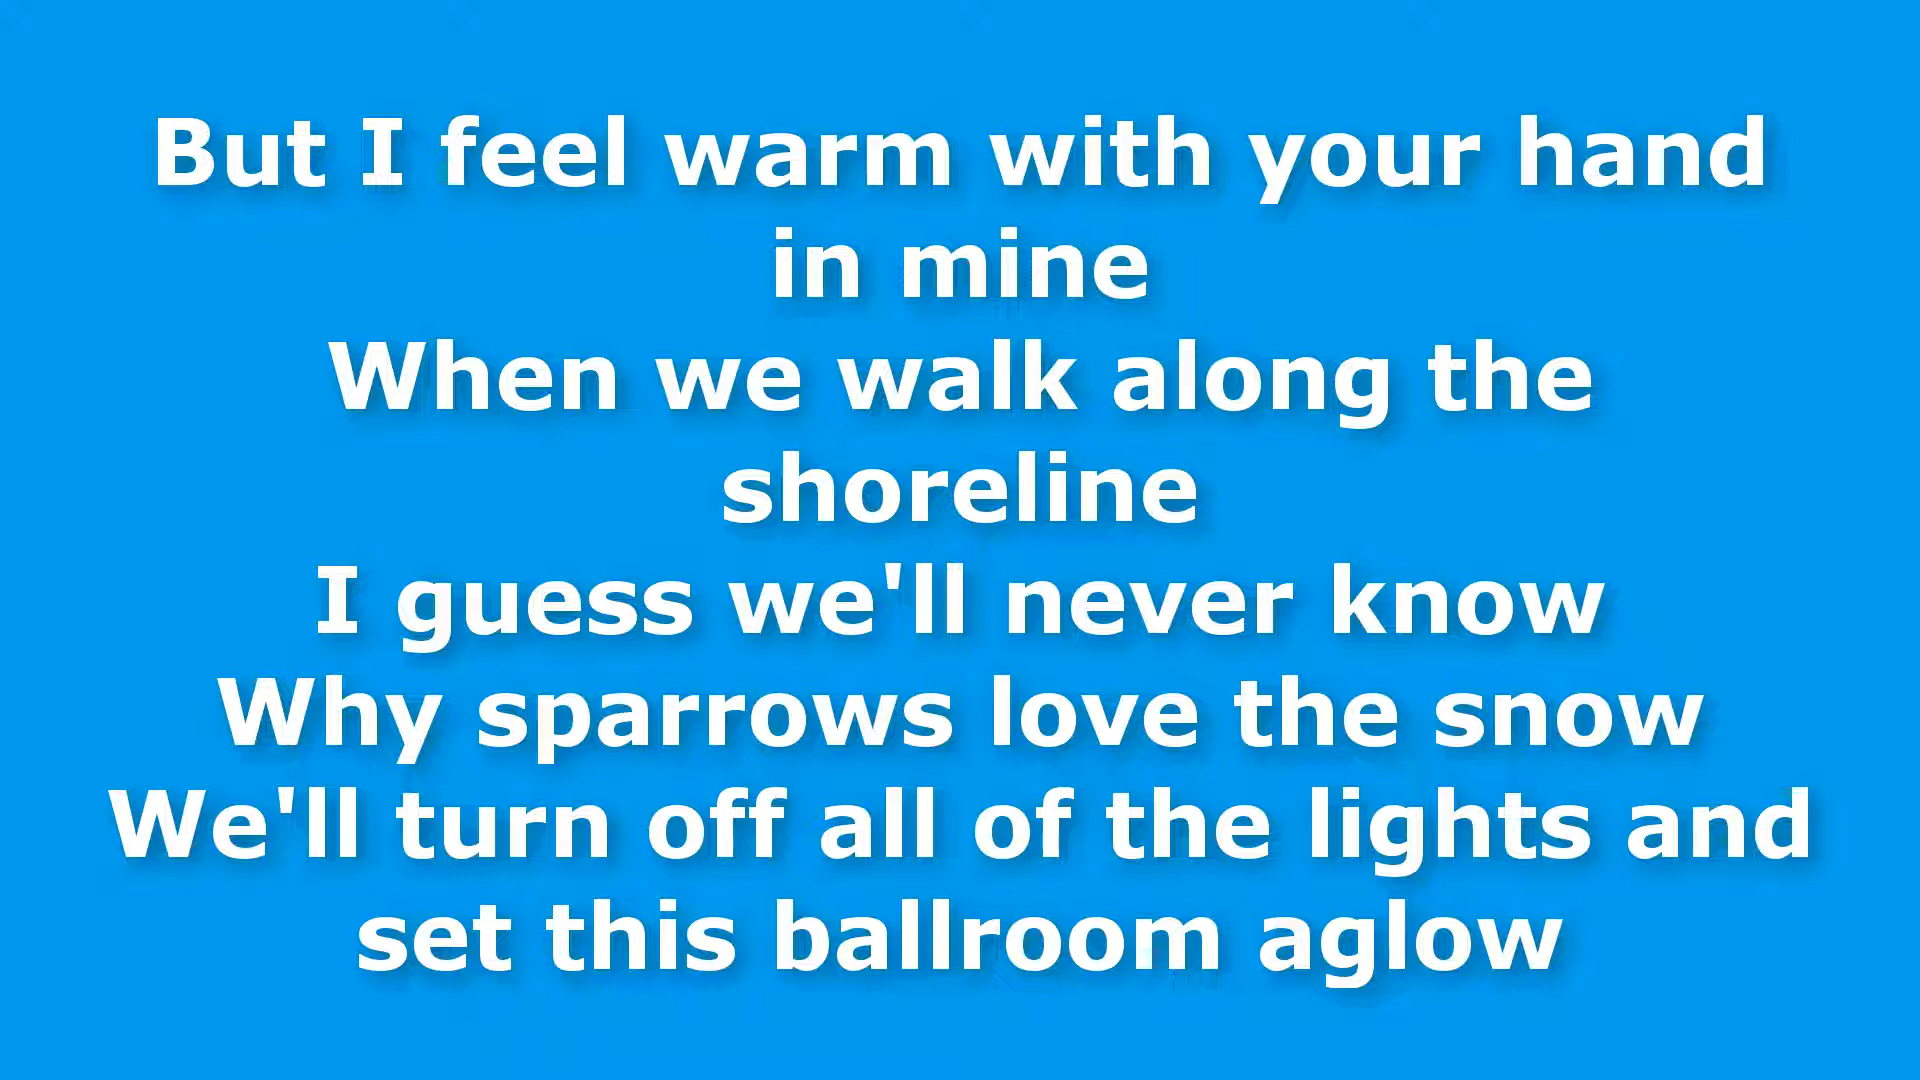 But I feel warm with your hand
in mine
When we walk along the
shoreline
I guess we'll never know
Why sparrows love the snow
We'll turn off all of the lights and
set this ballroom aglow